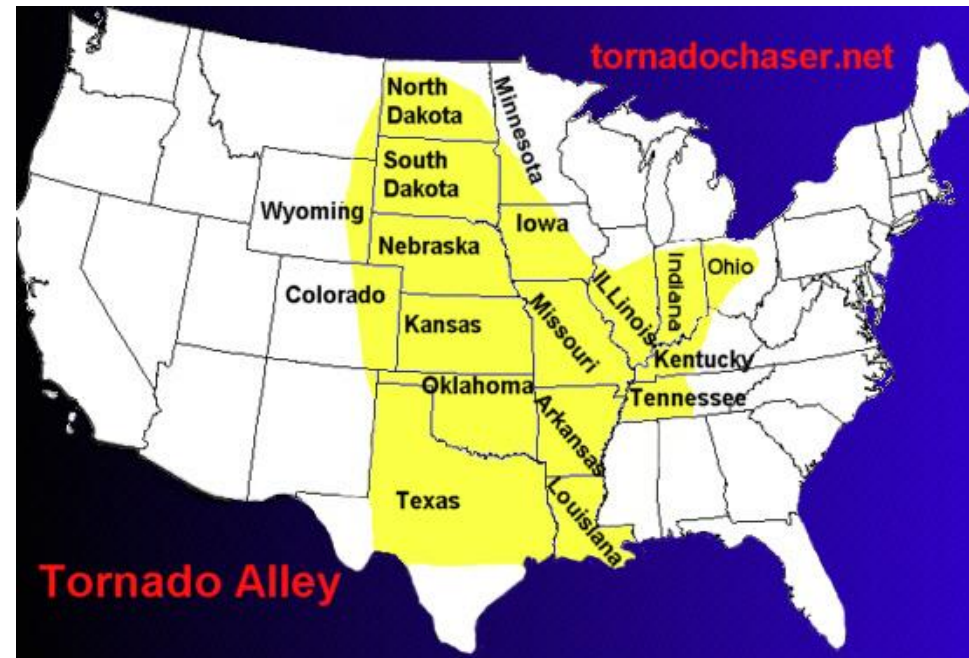 tornadochaser.net
North
Dakota
Minnesota
South
Dakota
Wyoming
Iowa
Nebraska
Colorado
Kansas
Missouri
ILLinois
Indiana
Ohio
Kentucky
Oklahoma
Arkansas
Tennessee
Texas
Louisiana
Tornado Alley